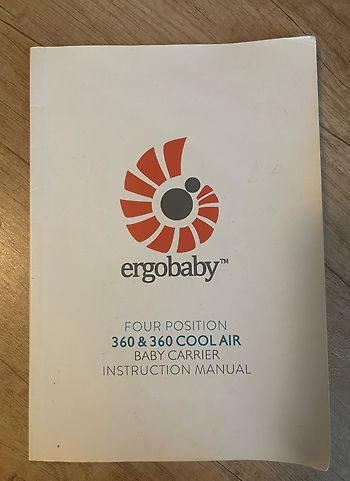 ergobaby™
FOUR POSITION
360 & 360 COOL AIR
BABY CARRIER
INSTRUCTION MANUAL